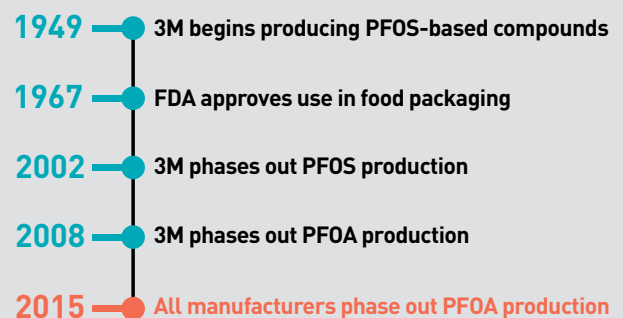 1949 3M begins producing PFOS-based compounds
1967 FDA approves use in food packaging
2002 3M phases out PFOS production
2008 3M phases out PFOA production
2015 All manufacturers phase out PFOA production